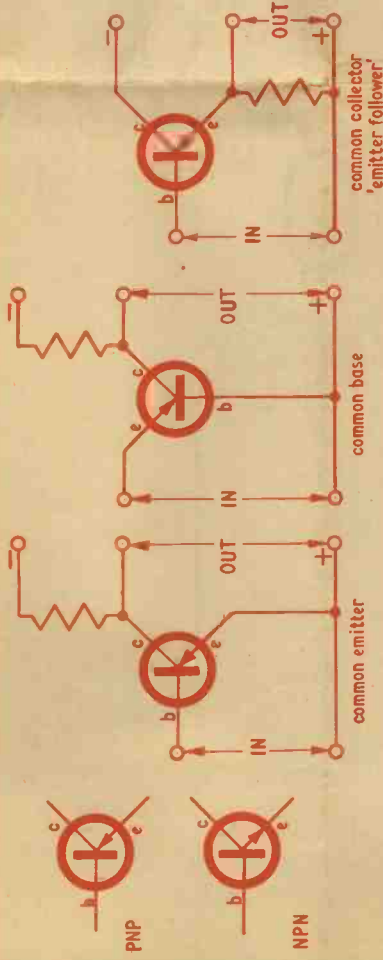 c
b
e
PNP
c
b
e
NPN
−
c
b
e
IN
OUT
+
common emitter
−
e
c
b
IN
OUT
+
common base
−
c
b
e
IN
OUT
+
common collector
'emitter follower'